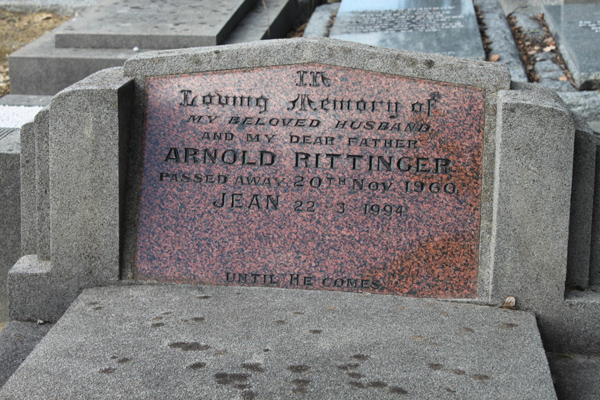 In
Loving Memory of
MY BELOVED HUSBAND
AND MY DEAR FATHER
ARNOLD RITTINGER
PASSED AWAY 20TH NOV. 1960.
JEAN 22-3-1994
UNTIL HE COMES.